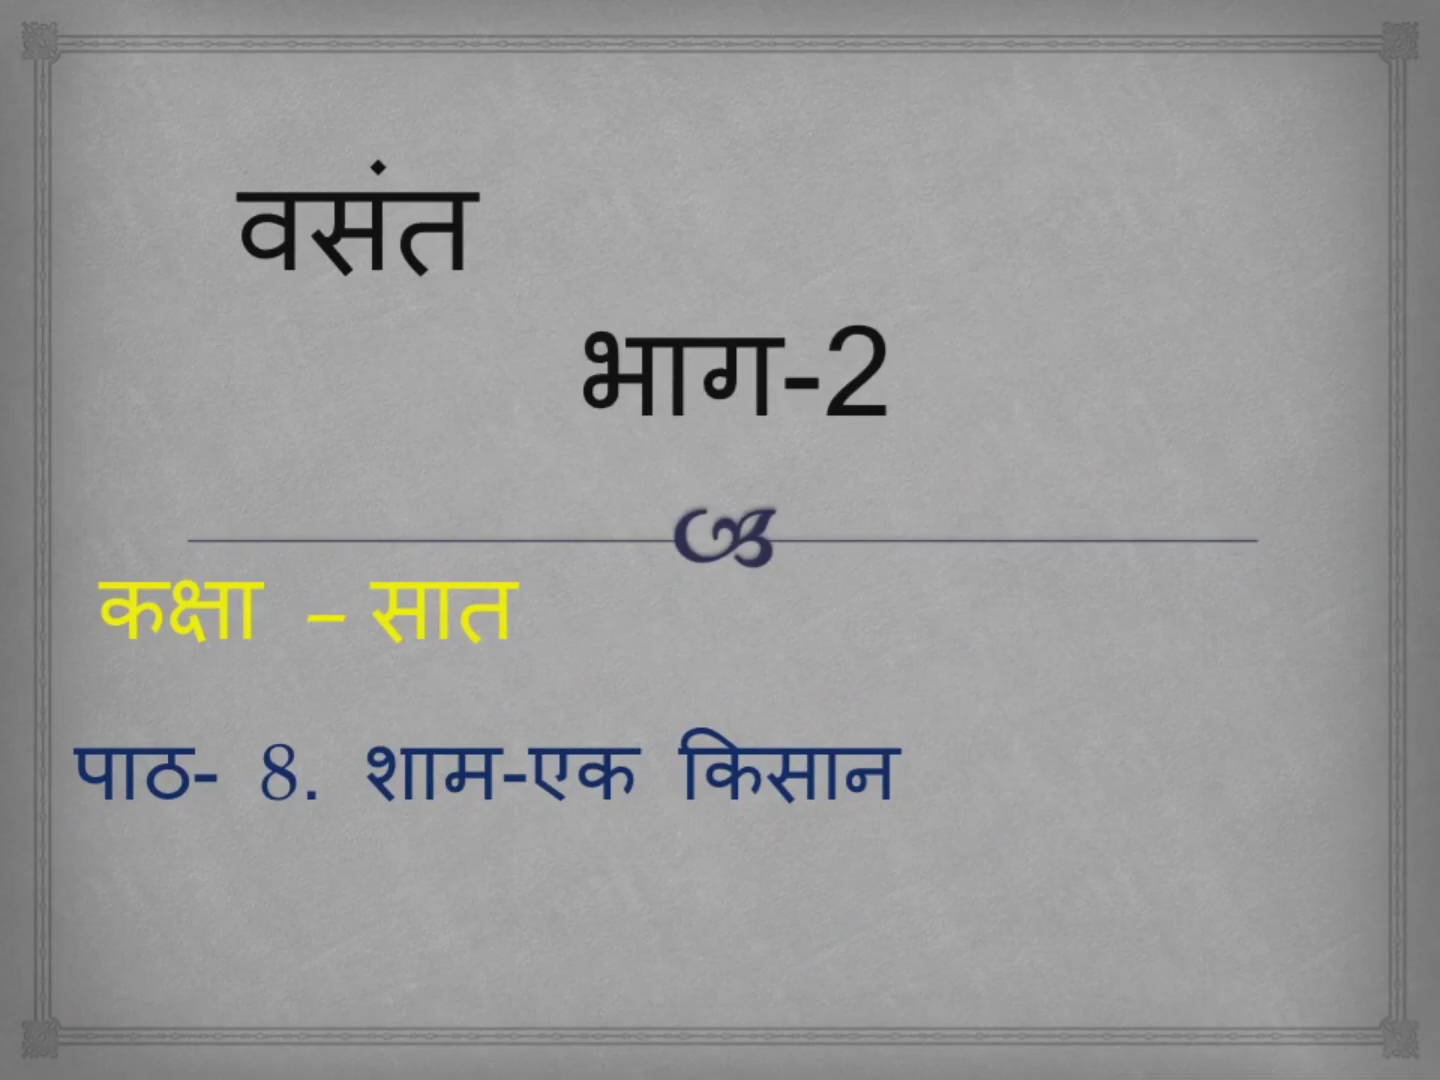 वसंत
भाग-2
कक्षा – सात
पाठ- 8. शाम-एक किसान